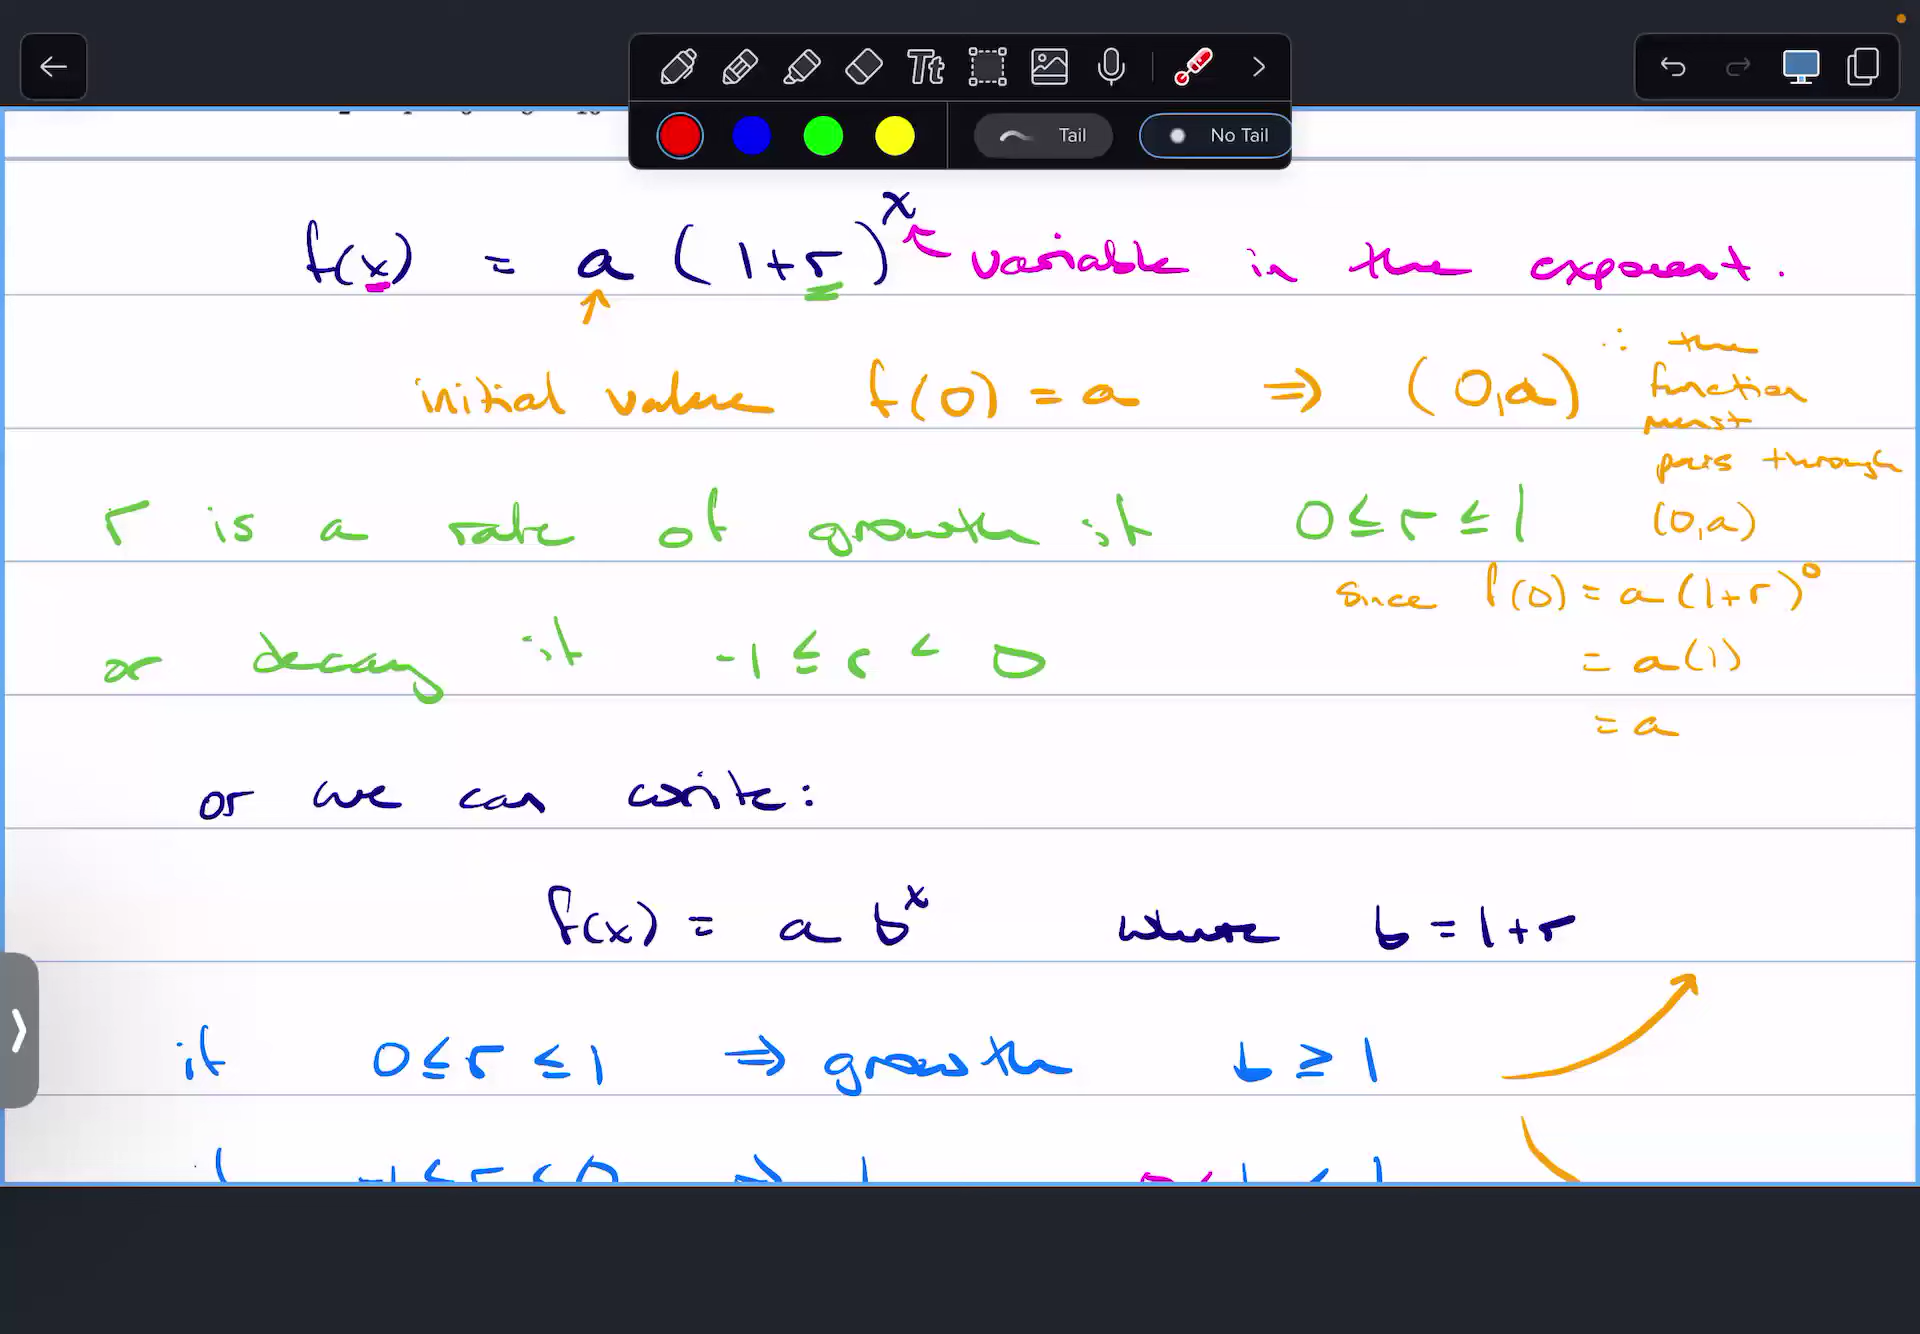 Tt
Tail
No Tail
f(x) = a (1+r)^x variable in the exponent.
initial value f(0) = a ⇒ (0,a) ∴ the
function
must
pass through
(0,a)
r is a rate of growth if 0 ≤ r ≤ 1
since f(0) = a(1+r)^0
= a(1)
= a
or decay if -1 ≤ r < 0
or we can write:
f(x) = a b^x where b = 1+r
if 0 ≤ r ≤ 1 ⇒ growth b ≥ 1